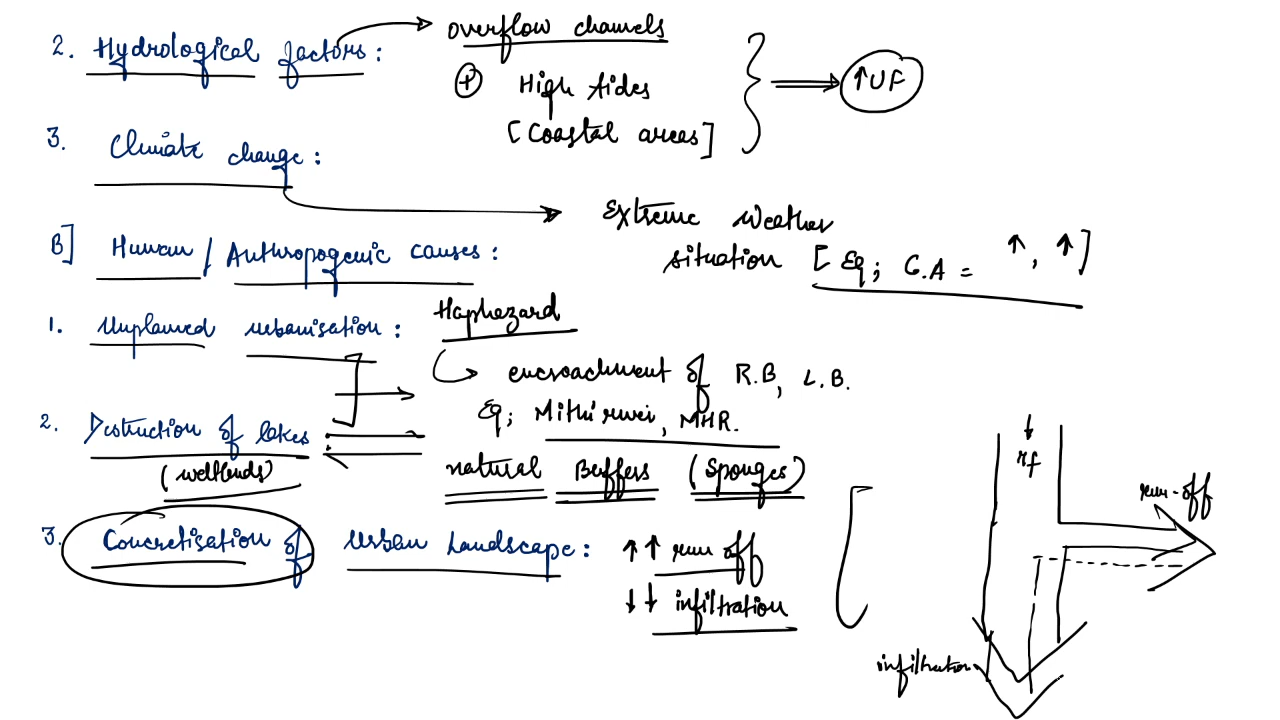 2. Hydrological factors : → overflow channels
⊕ High tides
[Coastal areas]
⇒ ↑UF
3. Climate change :
→ Extreme weather
situation [Eg; C.A = ↑, ↑]
B] Human / Anthropogenic causes :
1. Unplanned urbanisation : Haphazard
→ encroachment of R.B, L.B.
Eg; Mithi river, MHR.
2. Destruction of lakes :
(wetlands)
natural Buffers (Sponges)
3. Concretisation of Urban Landscape : ↑↑ run off
↓↓ infiltration
↓
rf
run-off
infiltration